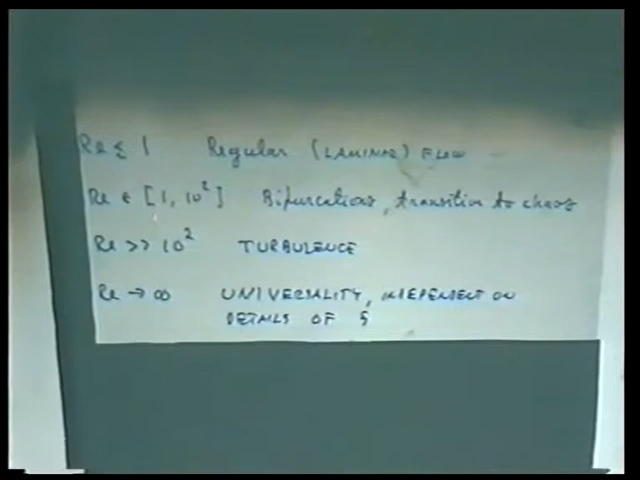 Re ≤ 1 Regular (LAMINAR) FLOW
Re ∈ [1, 10²] Bifurcations, transition to chaos
Re >> 10² TURBULENCE
Re → ∞ UNIVERSALITY, INDEPENDENT ON
DETAILS OF S